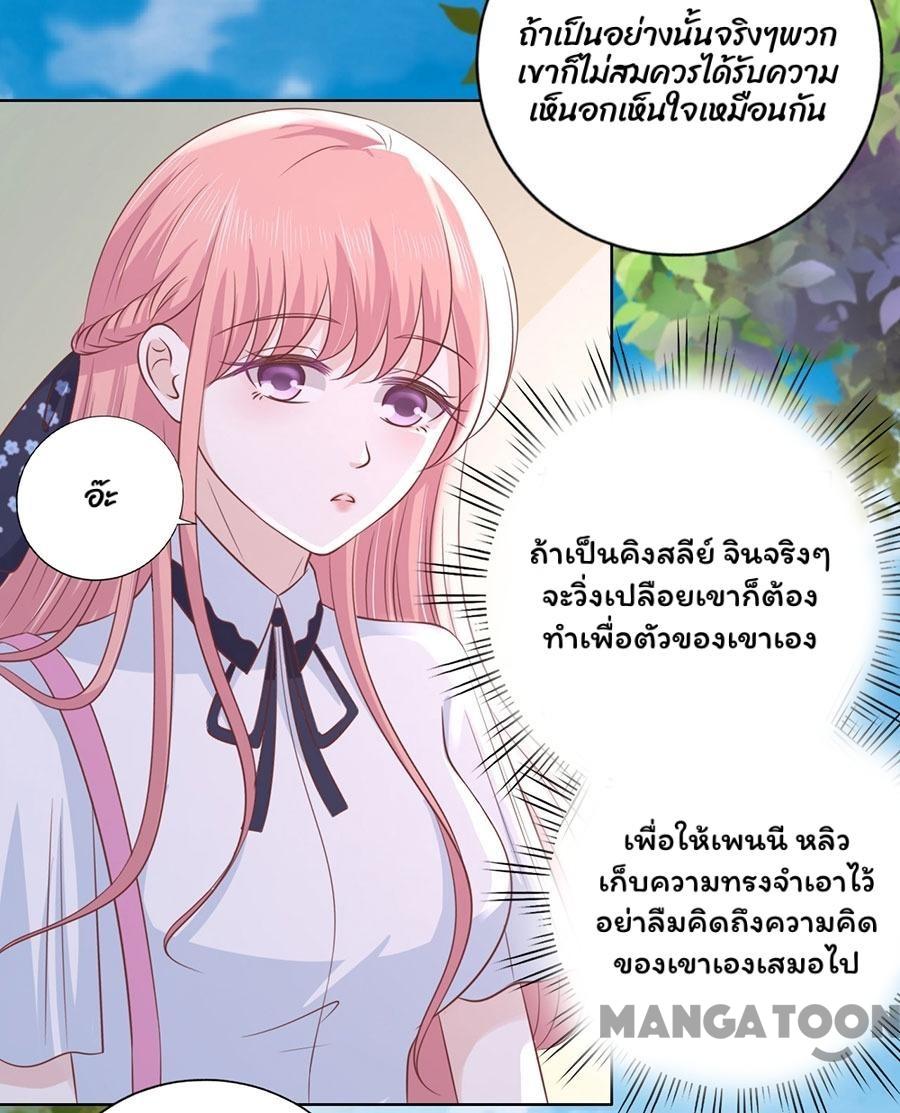 ถ้าเป็นอย่างนั้นจริงๆพวก
เขาก็ไม่สมควรได้รับความ
เห็นอกเห็นใจเหมือนกัน
อ๊ะ
ถ้าเป็นคิงสลีย์ จินจริงๆ
จะวิ่งเปลือยเขาก็ต้อง
ทำเพื่อตัวของเขาเอง
เพื่อให้เพนนี หลิว
เก็บความทรงจำเอาไว้
อย่าลืมคิดถึงความคิด
ของเขาเองเสมอไป
MANGATOON